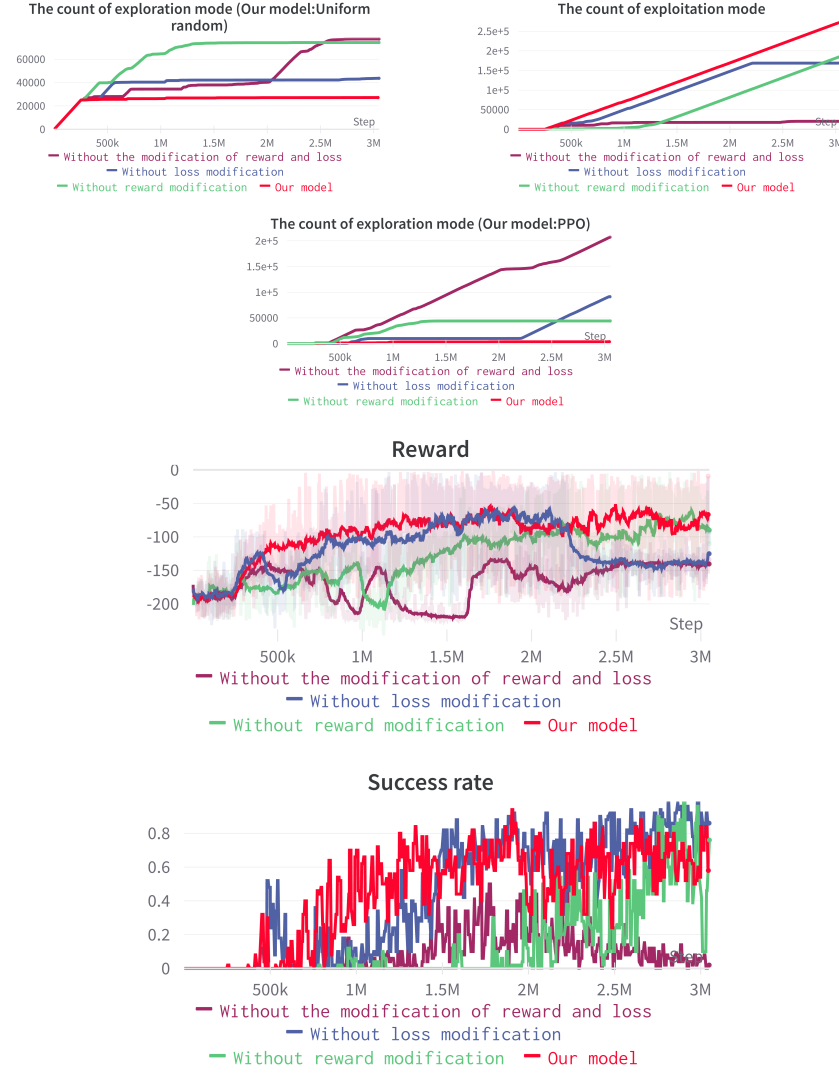 The count of exploration mode (Our model:Uniform
random)
60000
40000
20000
0
Step
500k 1M 1.5M 2M 2.5M 3M
Without the modification of reward and loss
Without loss modification
Without reward modification Our model
The count of exploitation mode
2.5e+5
2e+5
1.5e+5
1e+5
50000
0
Step
500k 1M 1.5M 2M 2.5M 3M
Without the modification of reward and loss
Without loss modification
Without reward modification Our model
The count of exploration mode (Our model:PPO)
2e+5
1.5e+5
1e+5
50000
0
Step
500k 1M 1.5M 2M 2.5M 3M
Without the modification of reward and loss
Without loss modification
Without reward modification Our model
Reward
0
-50
-100
-150
-200
Step
500k 1M 1.5M 2M 2.5M 3M
Without the modification of reward and loss
Without loss modification
Without reward modification Our model
Success rate
0.8
0.6
0.4
0.2
0
Step
500k 1M 1.5M 2M 2.5M 3M
Without the modification of reward and loss
Without loss modification
Without reward modification Our model